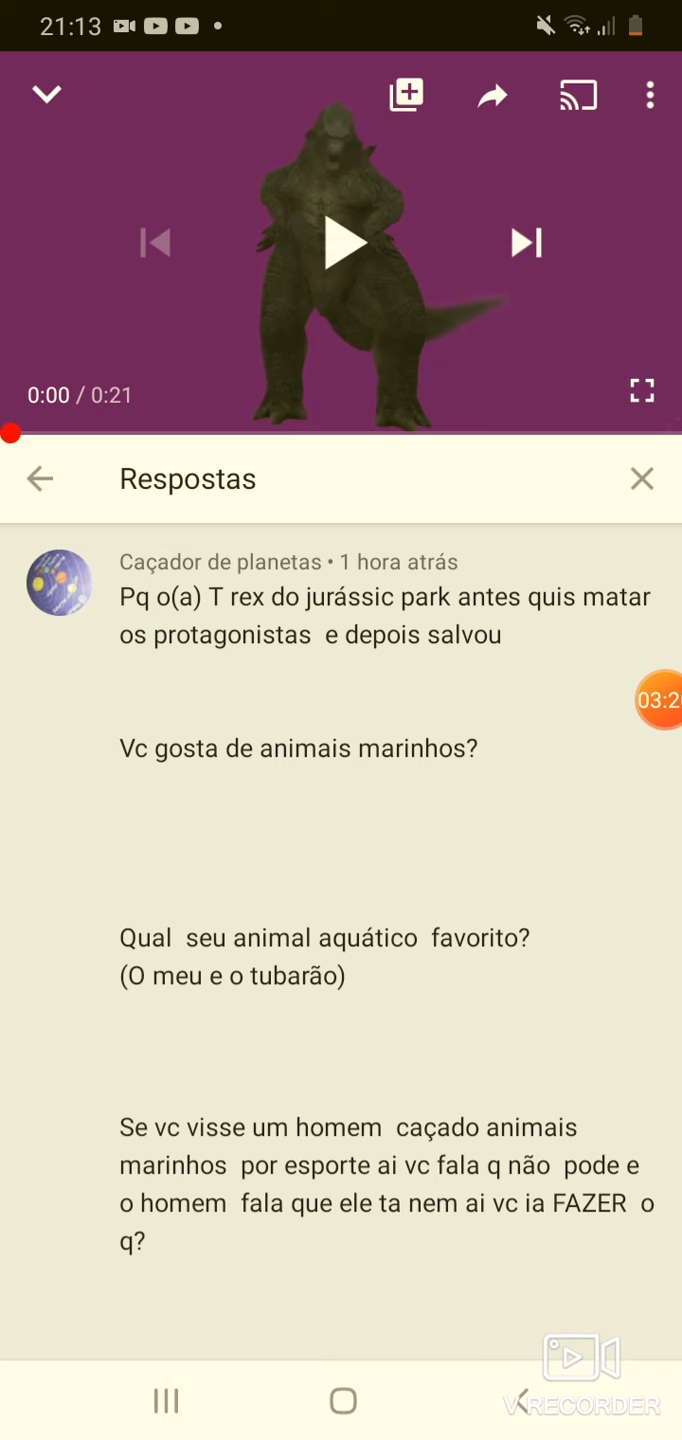 21:13
0:00 / 0:21
Respostas
Caçador de planetas • 1 hora atrás
Pq o(a) T rex do jurássic park antes quis matar
os protagonistas e depois salvou
03:2
Vc gosta de animais marinhos?
Qual seu animal aquático favorito?
(O meu e o tubarão)
Se vc visse um homem caçado animais
marinhos por esporte ai vc fala q não pode e
o homem fala que ele ta nem ai vc ia FAZER o
q?
V RECORDER